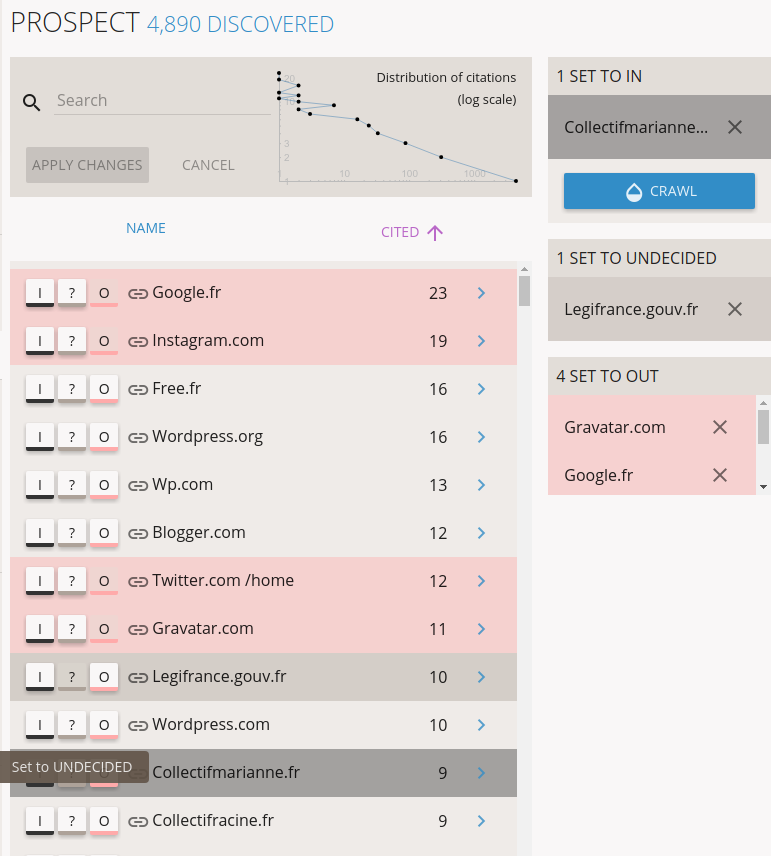 PROSPECT 4,890 DISCOVERED
Search
APPLY CHANGES CANCEL
Distribution of citations
(log scale)
20
10
3
2
1
1 10 100 1000
NAME CITED
I ? O Google.fr 23
I ? O Instagram.com 19
I ? O Free.fr 16
I ? O Wordpress.org 16
I ? O Wp.com 13
I ? O Blogger.com 12
I ? O Twitter.com /home 12
I ? O Gravatar.com 11
I ? O Legifrance.gouv.fr 10
I ? O Wordpress.com 10
Set to UNDECIDED
Collectifmarianne.fr 9
I ? O Collectifracine.fr 9
1 SET TO IN
Collectifmarianne...
CRAWL
1 SET TO UNDECIDED
Legifrance.gouv.fr
4 SET TO OUT
Gravatar.com
Google.fr